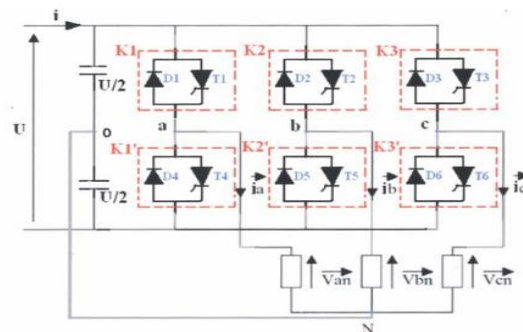 i
K1 K2 K3
D1 T1 D2 T2 D3 T3
U/2
U o a b c
K1' K2' K3'
D4 T4 D5 T5 D6 T6
U/2 ia ib ic
Van Vbn Vcn
N